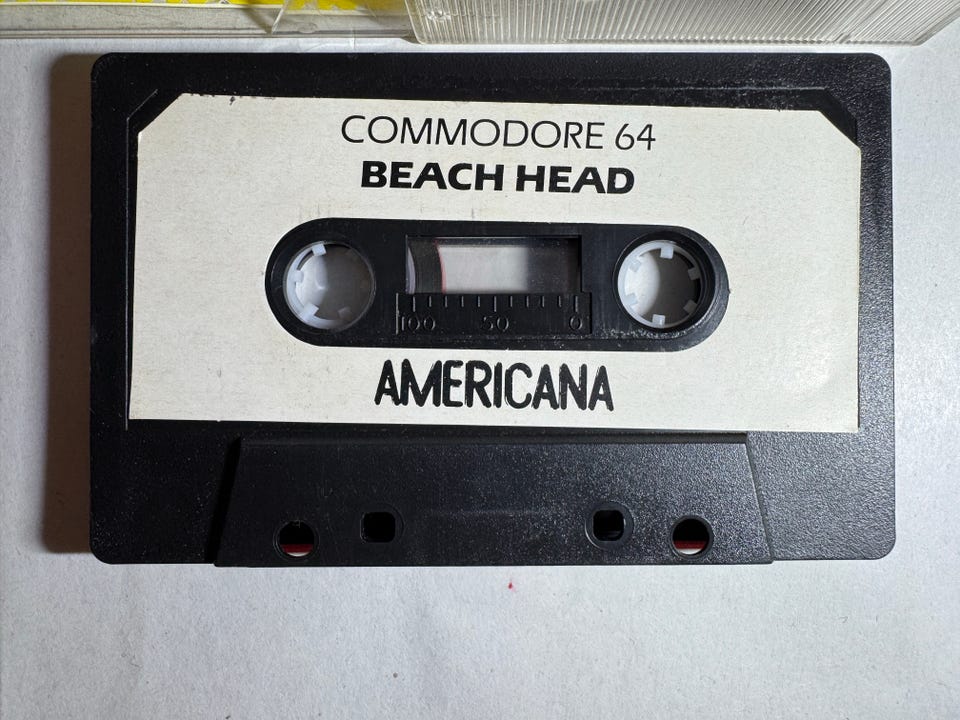 COMMODORE 64
BEACH HEAD
100 50 0
AMERICANA